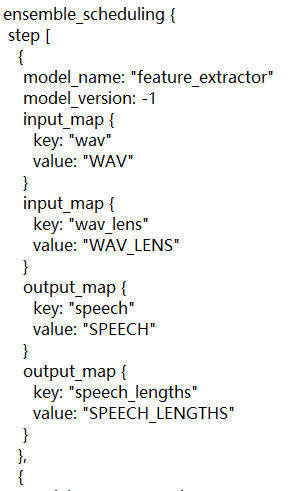 ensemble_scheduling {
 step [
   {
    model_name: "feature_extractor"
    model_version: -1
    input_map {
      key: "wav"
      value: "WAV"
    }
    input_map {
      key: "wav_lens"
      value: "WAV_LENS"
    }
    output_map {
      key: "speech"
      value: "SPEECH"
    }
    output_map {
      key: "speech_lengths"
      value: "SPEECH_LENGTHS"
    }
   },
   {